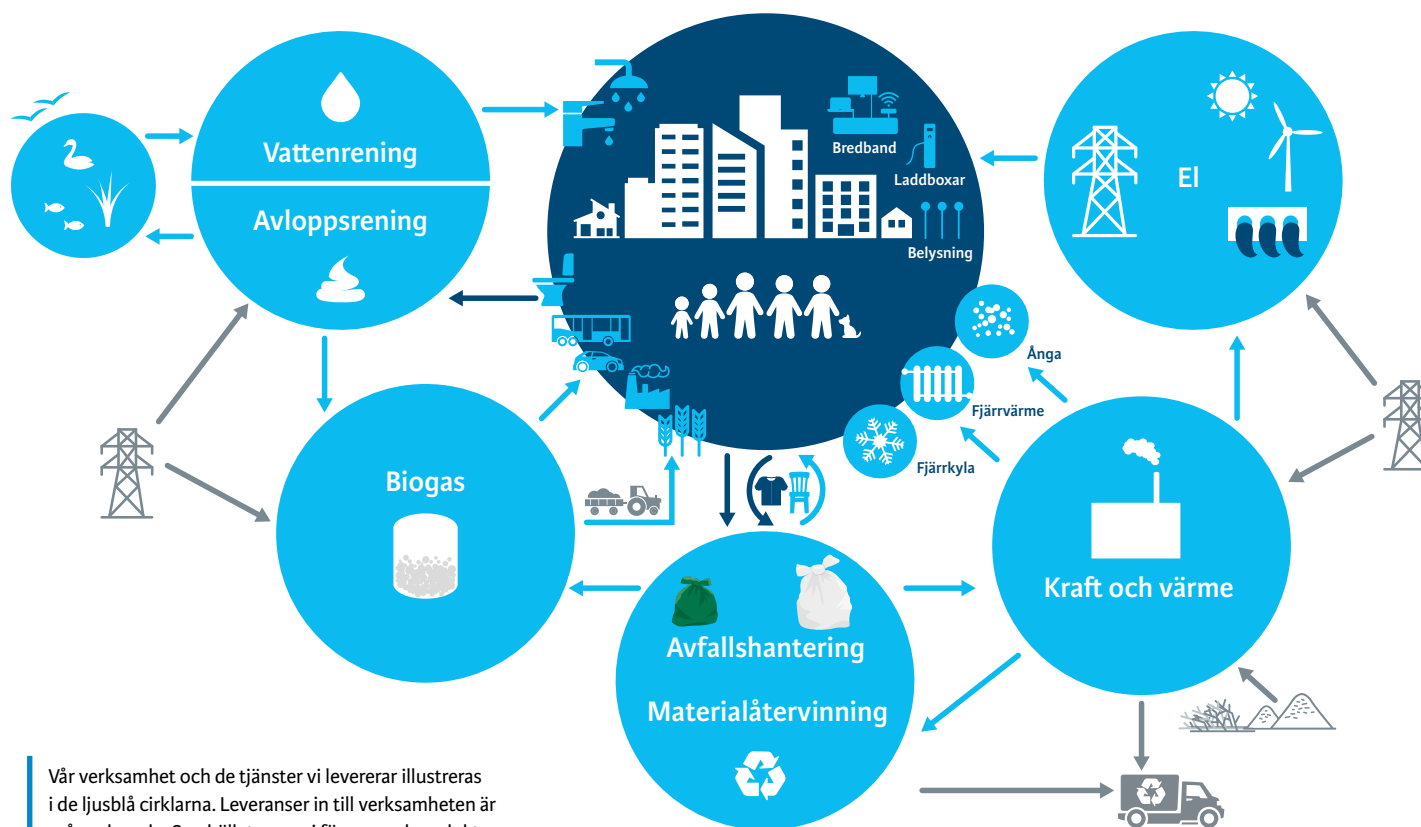 Vattenrening
Avloppsrening
Bredband
Laddboxar
Belysning
El
Ånga
Fjärrvärme
Fjärrkyla
Biogas
Kraft och värme
Avfallshantering
Materialåtervinning
Vår verksamhet och de tjänster vi levererar illustreras
i de ljusblå cirklarna. Leveranser in till verksamheten är